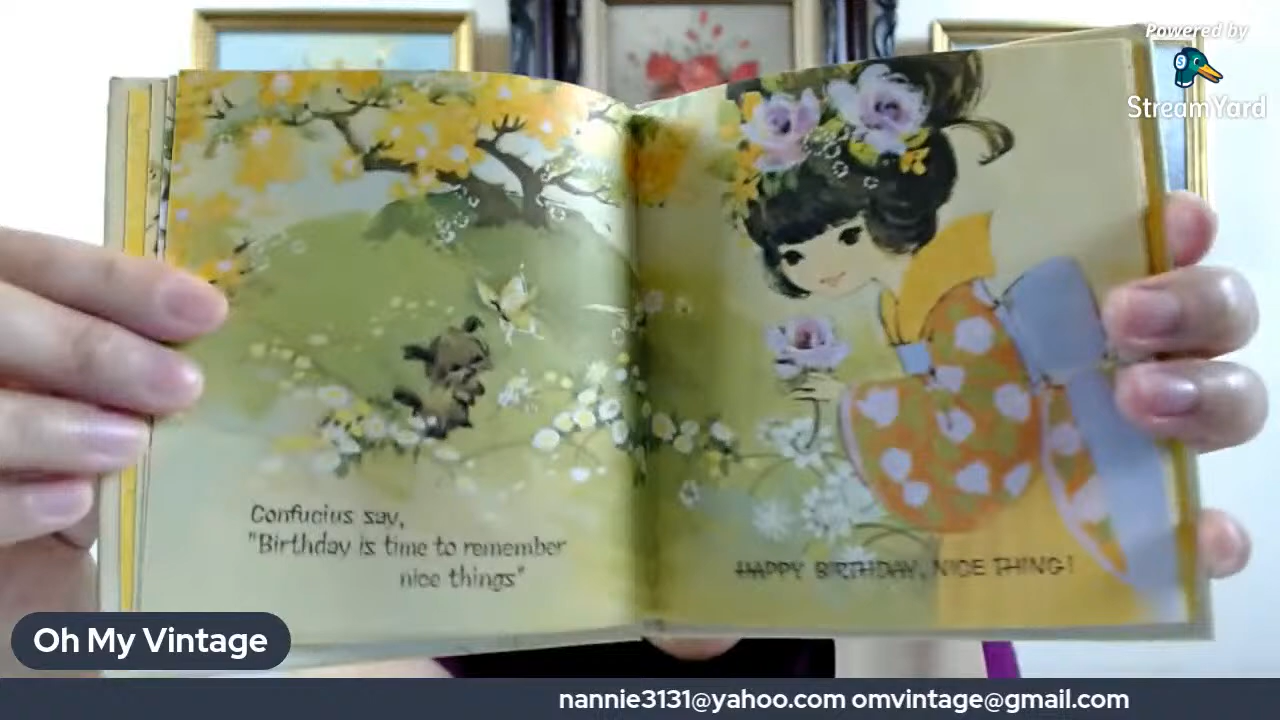 Powered by
StreamYard
Confucius say,
"Birthday is time to remember
nice things"
HAPPY BIRTHDAY, NICE THING!
Oh My Vintage
nannie3131@yahoo.com omvintage@gmail.com